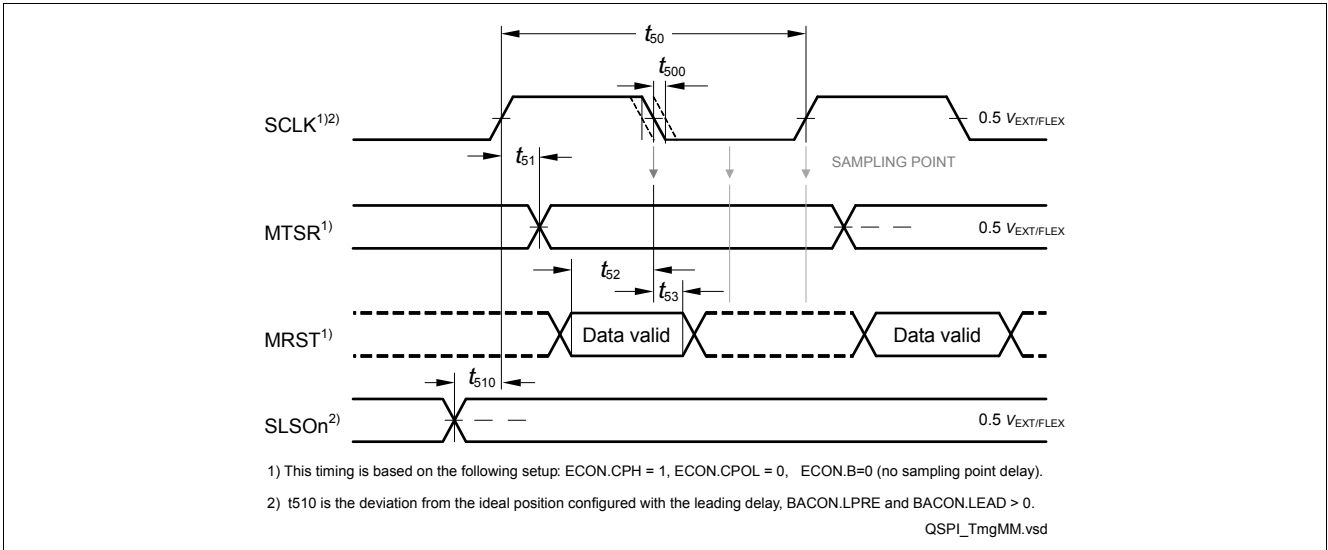 t50
t500
SCLK1)2)
0.5 VEXT/FLEX
t51
SAMPLING POINT
MTSR1)
0.5 VEXT/FLEX
t52
t53
MRST1)
Data valid
Data valid
t510
SLSOn2)
0.5 VEXT/FLEX
1) This timing is based on the following setup: ECON.CPH = 1, ECON.CPOL = 0, ECON.B=0 (no sampling point delay).
2) t510 is the deviation from the ideal position configured with the leading delay, BACON.LPRE and BACON.LEAD > 0.
QSPI_TmgMM.vsd